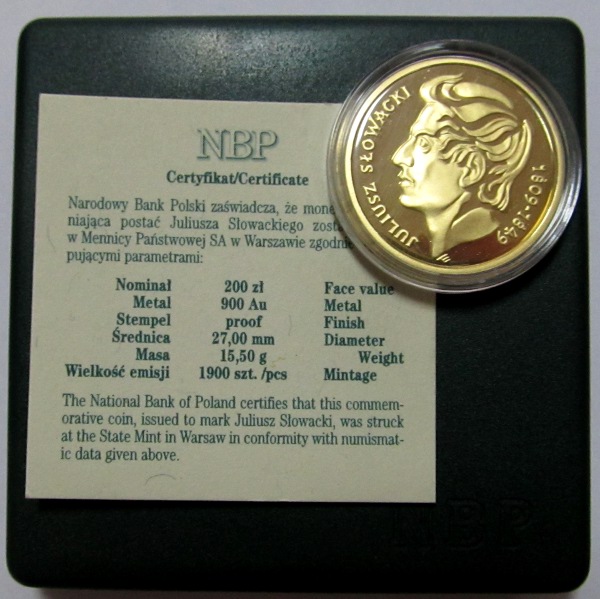 NBP
Certyfikat/Certificate
Narodowy Bank Polski zaświadcza, że
niająca postać Juliusza Słowackiego
w Mennicy Państwowej SA w Warszawie
pującymi parametrami:
Nominał 200 zł Face value
Metal 900 Au Metal
Stempel proof Finish
Średnica 27,00 mm Diameter
Masa 15,50 g Weight
Wielkość emisji 1900 szt. /pcs Mintage
The National Bank of Poland certifies that this commem-
orative coin, issued to mark Juliusz Słowacki, was struck
at the State Mint in Warsaw in conformity with numismat-
ic data given above.
JULIUSZ SŁOWACKI
1809-1849
NBP